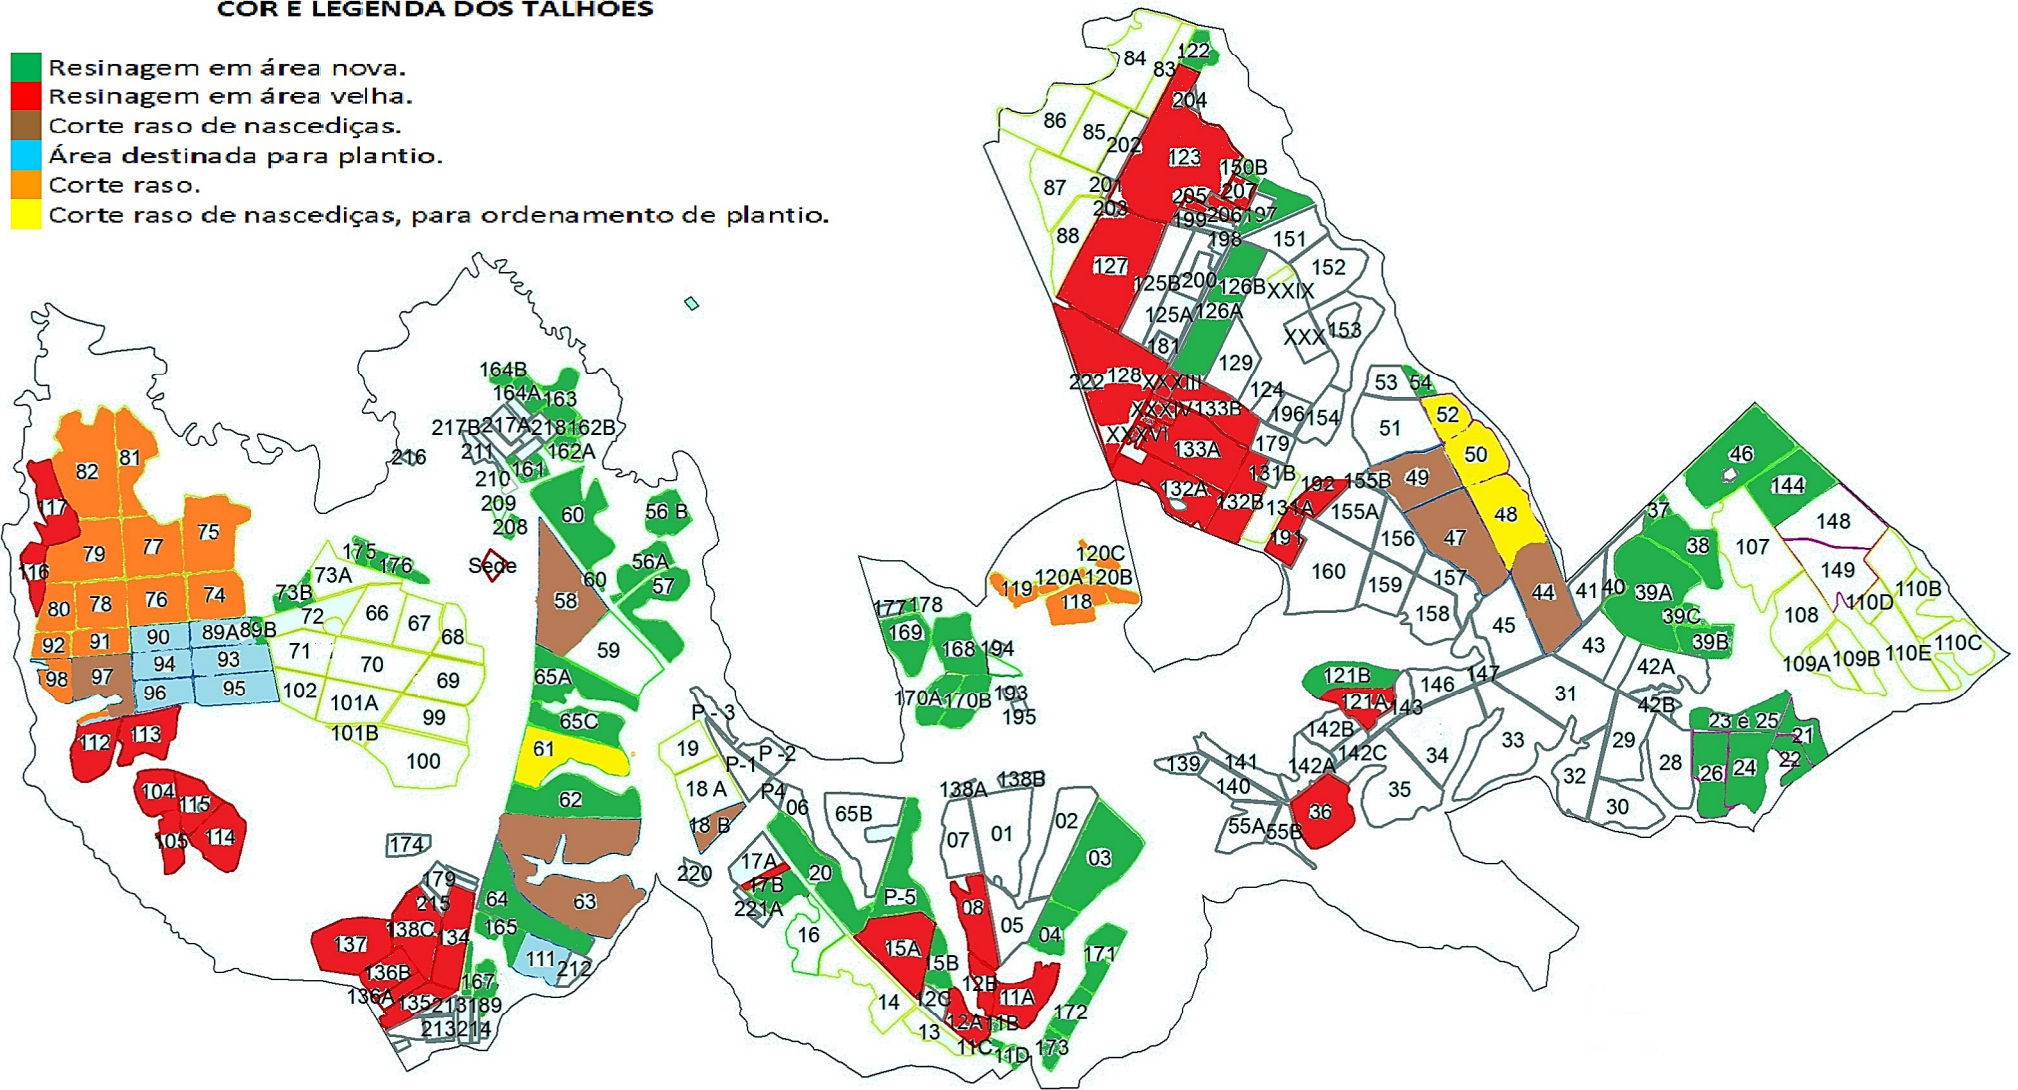 COR E LEGENDA DOS TALHÕES
Resinagem em área nova.
Resinagem em área velha.
Corte raso de nascediças.
Área destinada para plantio.
Corte raso.
Corte raso de nascediças, para ordenamento de plantio.
84
83
122
204
86
85
202
123
150B
87
201
205
207
203
199
206
197
88
198
151
127
125B
200
126B
XXIX
152
125A
126A
181
XXX
153
129
222
128
XXXIII
124
XXXIV
133B
196
154
XXXVI
133A
179
131B
132A
132B
131A
192
191
155B
155A
53
54
51
52
50
49
48
47
156
160
159
157
158
44
45
41
40
43
46
144
37
38
148
107
149
39A
39C
39B
110D
110B
108
109A
109B
110E
110C
42A
42B
31
147
146
143
121B
121A
142B
142A
142C
141
139
140
55A
55B
36
35
34
33
32
29
30
28
23 e 25
21
22
26
24
164B
164A
163
217B
217A
218
162B
211
162A
216
210
161
209
208
Sede
60
56 B
56A
57
60
58
59
65A
65C
61
62
63
64
165
111
212
82
81
117
79
77
75
116
80
78
76
74
92
91
90
89A
89B
98
97
94
93
96
95
112
113
104
115
105
114
175
176
73A
73B
72
66
67
68
71
70
69
102
101A
99
101B
100
174
179
215
137
138C
134
136B
136A
135
213
189
167
213
214
P - 3
P -2
P-1
P4
19
18 A
18 B
06
220
17A
17B
221A
16
20
65B
P-5
15A
15B
14
13
12C
12B
12A
11A
11B
11C
11D
138A
138B
07
01
02
03
08
05
04
171
172
173
177
178
169
168
194
170A
170B
193
195
119
120A
120B
120C
118